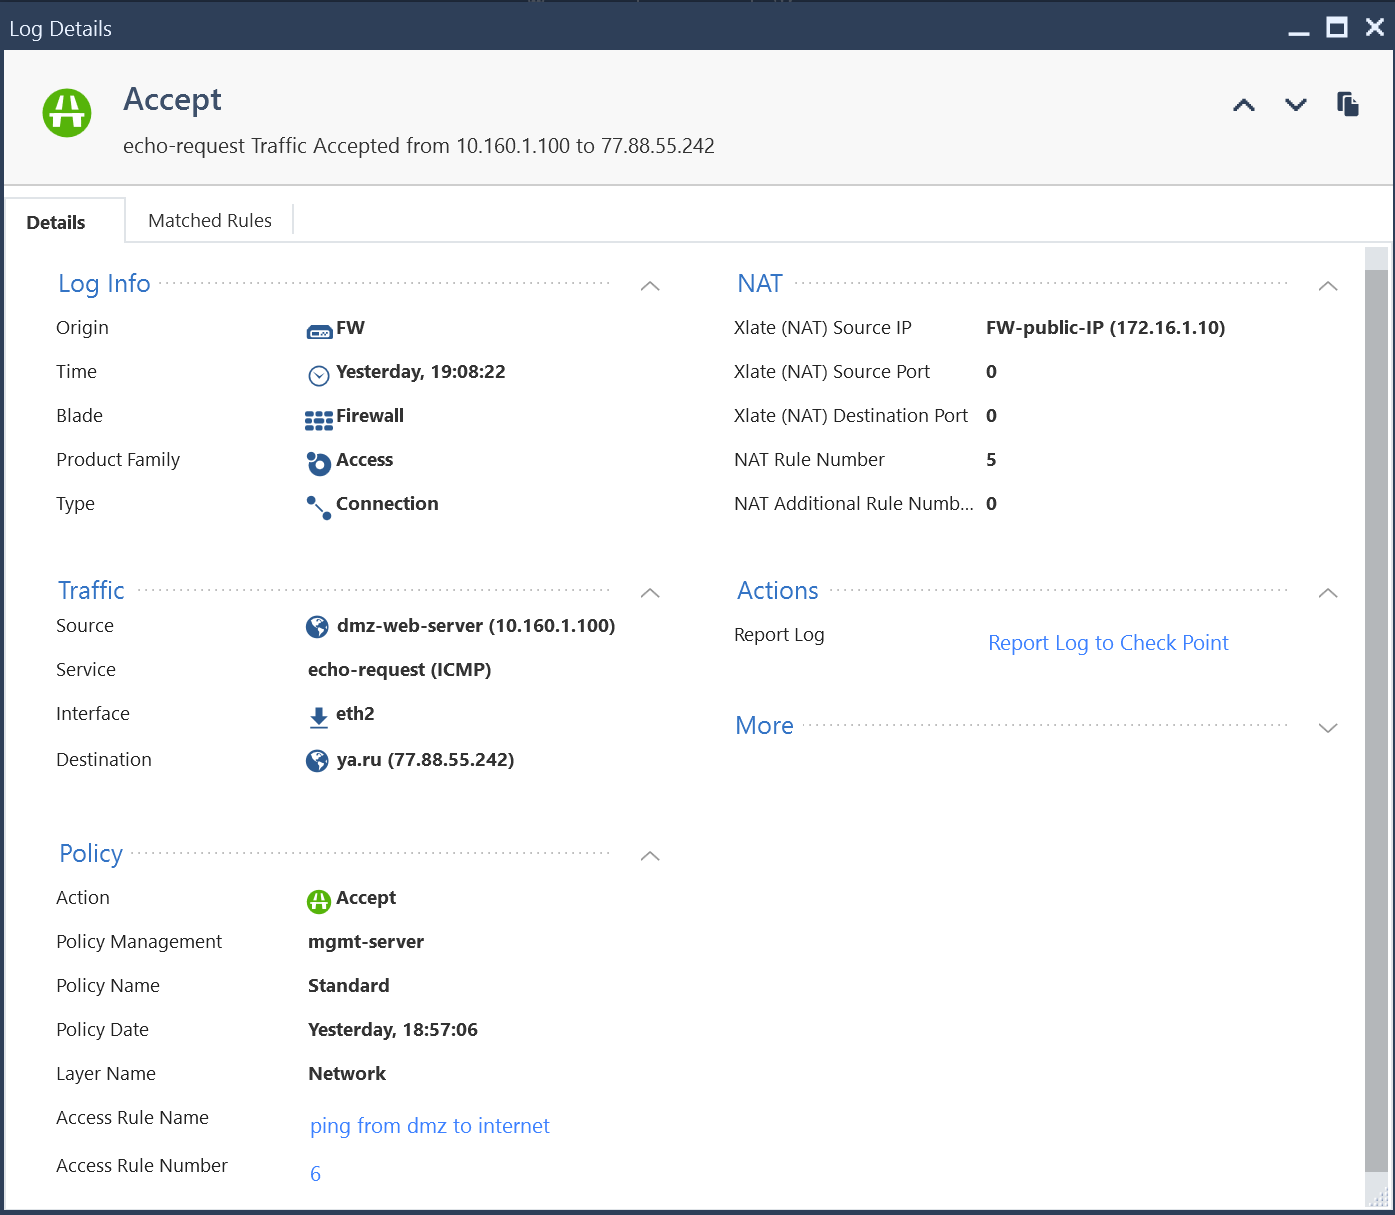 Log Details
Accept
echo-request Traffic Accepted from 10.160.1.100 to 77.88.55.242
Details
Matched Rules
Log Info
Origin FW
Time Yesterday, 19:08:22
Blade Firewall
Product Family Access
Type Connection
Traffic
Source dmz-web-server (10.160.1.100)
Service echo-request (ICMP)
Interface eth2
Destination ya.ru (77.88.55.242)
Policy
Action Accept
Policy Management mgmt-server
Policy Name Standard
Policy Date Yesterday, 18:57:06
Layer Name Network
Access Rule Name ping from dmz to internet
Access Rule Number 6
NAT
Xlate (NAT) Source IP FW-public-IP (172.16.1.10)
Xlate (NAT) Source Port 0
Xlate (NAT) Destination Port 0
NAT Rule Number 5
NAT Additional Rule Numb... 0
Actions
Report Log Report Log to Check Point
More